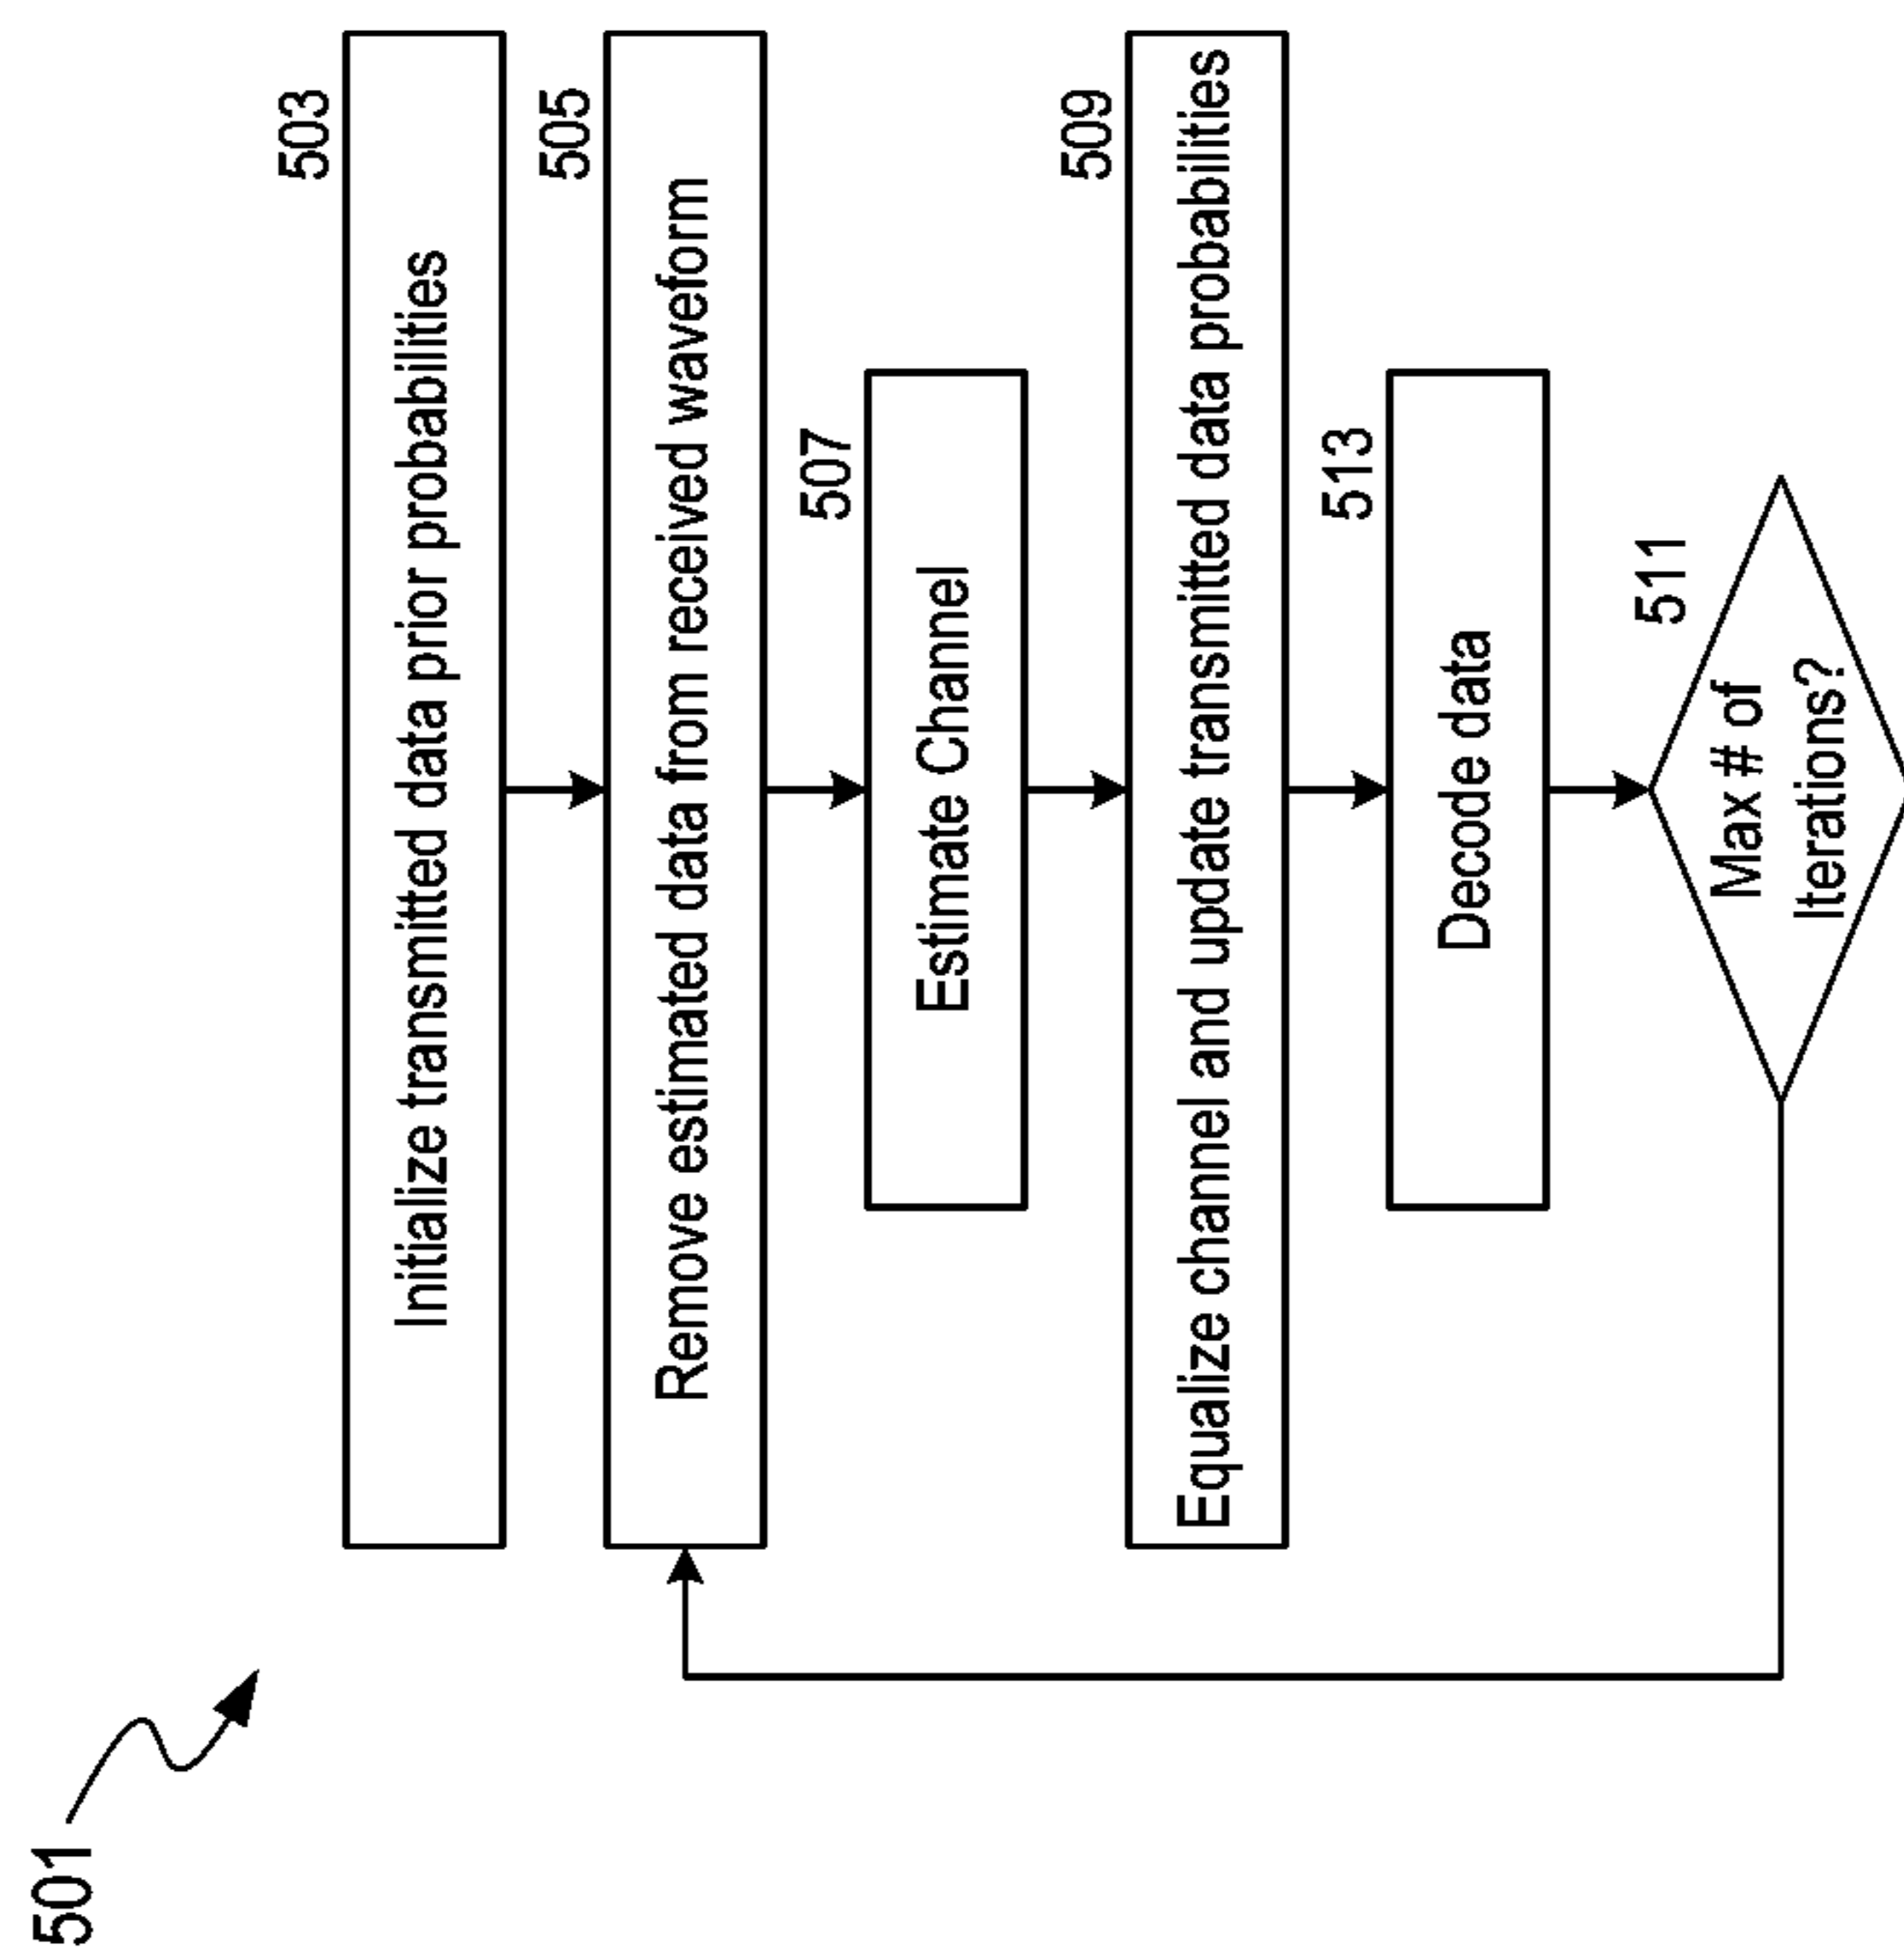 501
503
Initialize transmitted data prior probabilities
505
Remove estimated data from received waveform
507
Estimate Channel
509
Equalize channel and update transmitted data probabilities
513
Decode data
511
Max # of
Iterations?